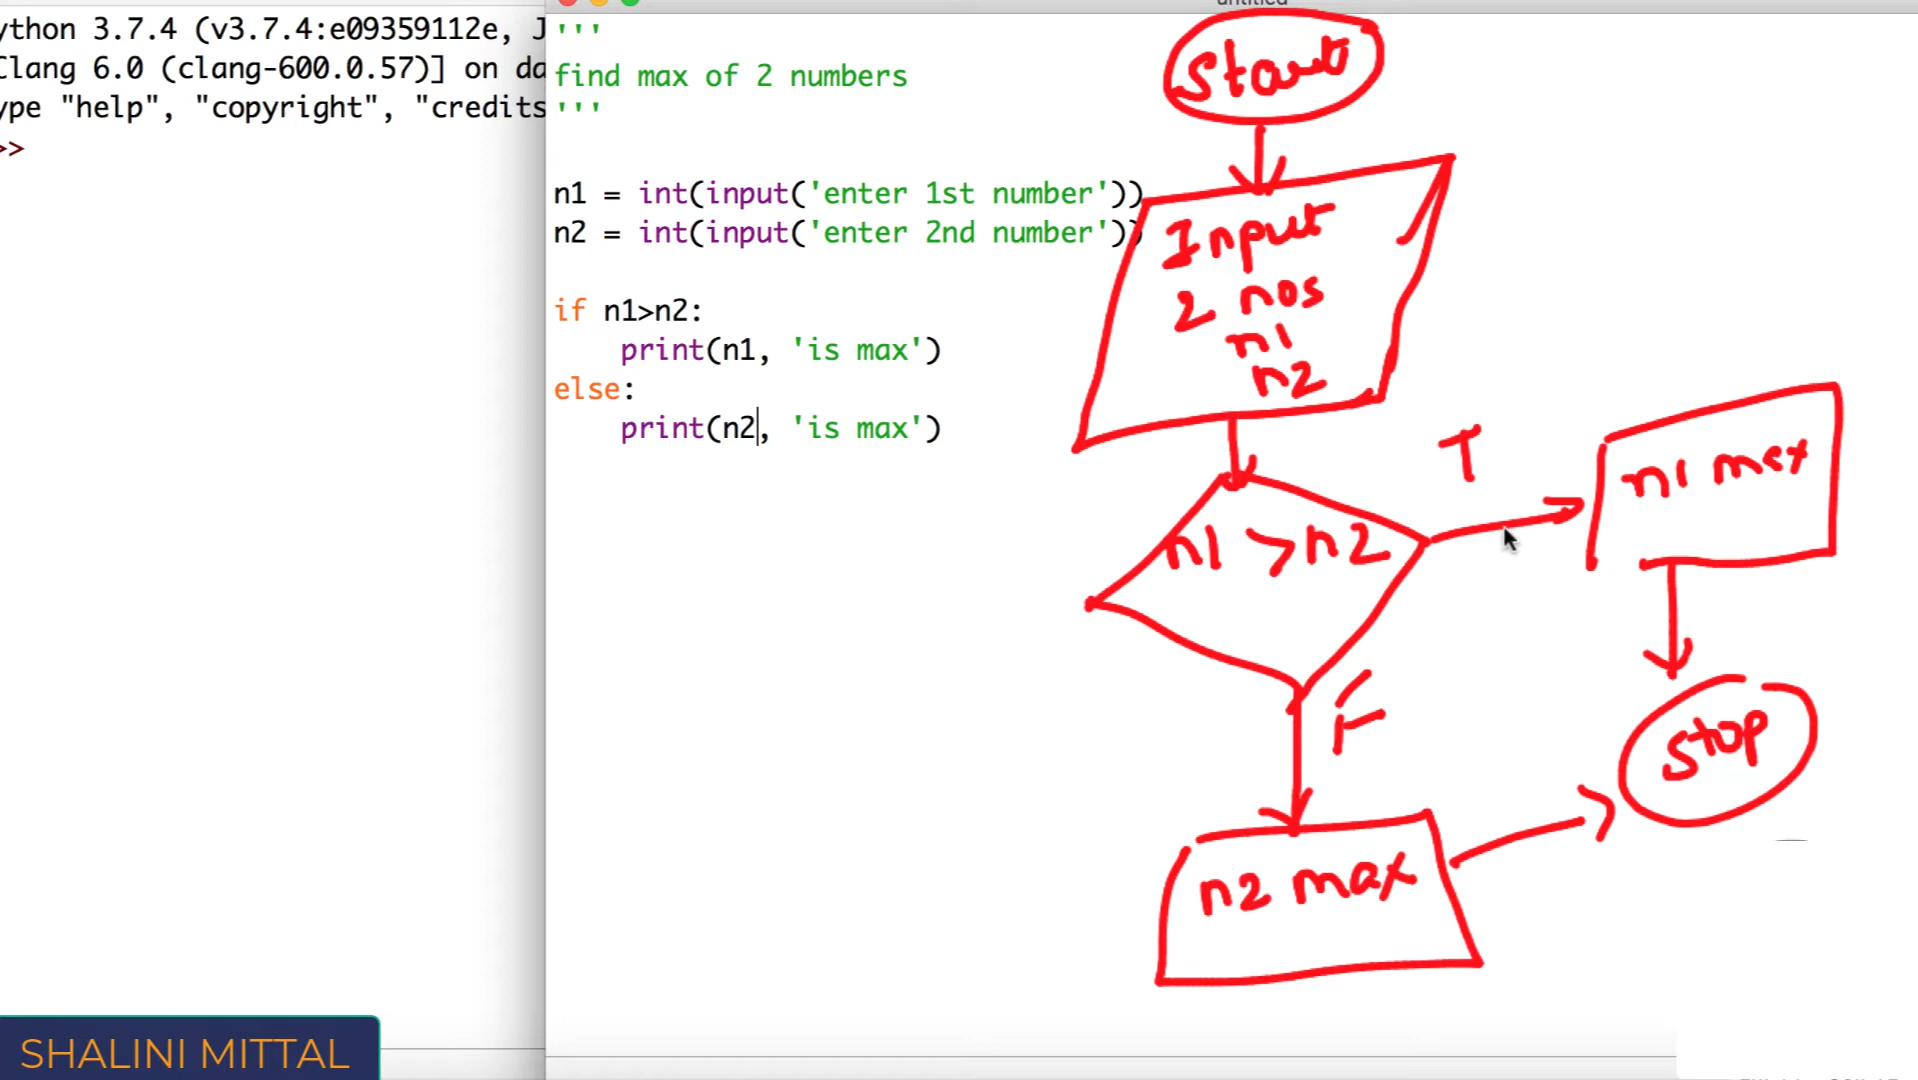 ython 3.7.4 (v3.7.4:e09359112e, J
Clang 6.0 (clang-600.0.57)] on da
ype "help", "copyright", "credits
>>
untitled
'''
find max of 2 numbers
'''
n1 = int(input('enter 1st number'))
n2 = int(input('enter 2nd number'))
if n1>n2:
    print(n1, 'is max')
else:
    print(n2, 'is max')
Start
Input
2 nos
n1
n2
n1 >n2
T
n1 max
F
stop
n2 max
SHALINI MITTAL